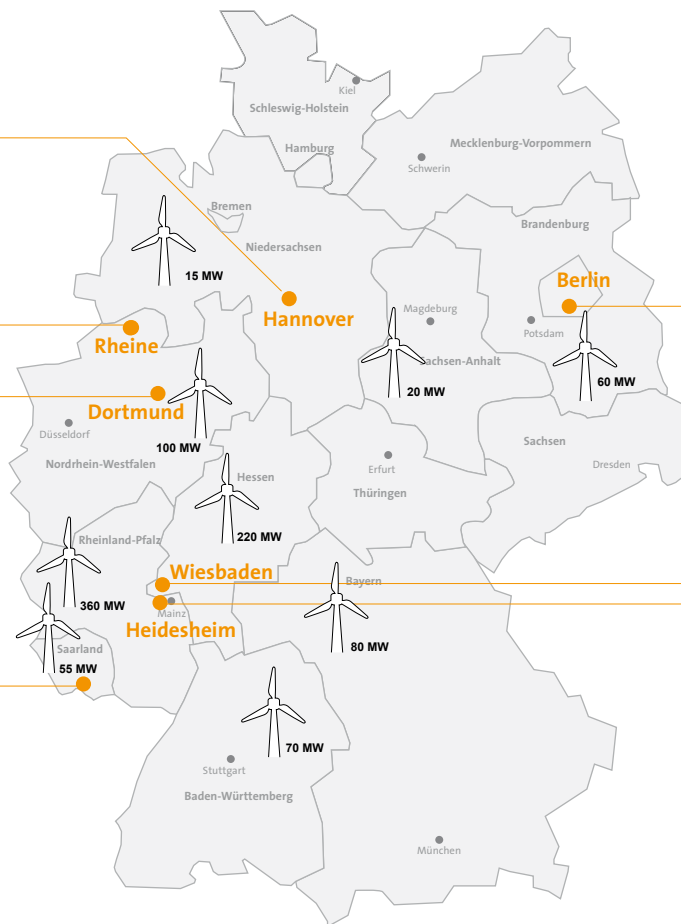 Kiel
Schleswig-Holstein
Hamburg
Mecklenburg-Vorpommern
Schwerin
Bremen
Brandenburg
Niedersachsen
15 MW
Berlin
Hannover
Magdeburg
Potsdam
Rheine
Sachsen-Anhalt
60 MW
20 MW
Dortmund
Düsseldorf
100 MW
Sachsen
Nordrhein-Westfalen
Erfurt
Dresden
Hessen
Thüringen
220 MW
Rheinland-Pfalz
Wiesbaden
Bayern
360 MW
Mainz
Heidesheim
80 MW
Saarland
55 MW
70 MW
Stuttgart
Baden-Württemberg
München